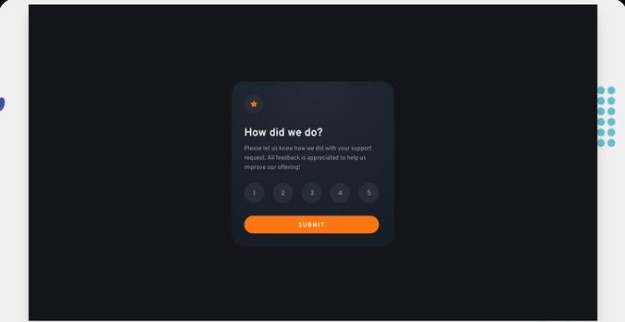 How did we do?
Please let us know how we did with your support
request. All feedback is appreciated to help us
improve our offering!
1 2 3 4 5
SUBMIT